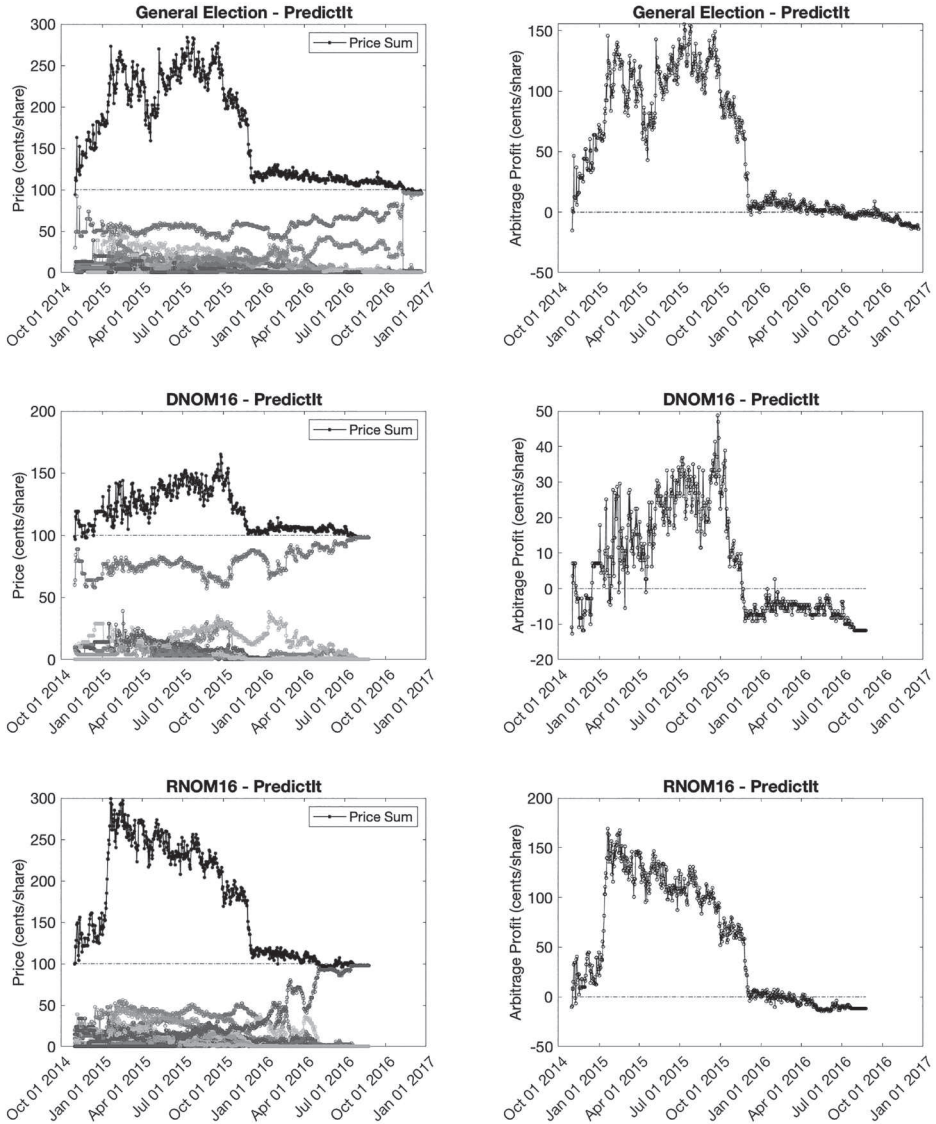 General Election - PredictIt
Price (cents/share)
300
250
200
150
100
50
0
Price Sum
Oct 01 2014
Jan 01 2015
Apr 01 2015
Jul 01 2015
Oct 01 2015
Jan 01 2016
Apr 01 2016
Jul 01 2016
Oct 01 2016
Jan 01 2017
General Election - PredictIt
Arbitrage Profit (cents/share)
150
100
50
0
-50
Oct 01 2014
Jan 01 2015
Apr 01 2015
Jul 01 2015
Oct 01 2015
Jan 01 2016
Apr 01 2016
Jul 01 2016
Oct 01 2016
Jan 01 2017
DNOM16 - PredictIt
Price (cents/share)
200
150
100
50
0
Price Sum
Oct 01 2014
Jan 01 2015
Apr 01 2015
Jul 01 2015
Oct 01 2015
Jan 01 2016
Apr 01 2016
Jul 01 2016
Oct 01 2016
Jan 01 2017
DNOM16 - PredictIt
Arbitrage Profit (cents/share)
50
40
30
20
10
0
-10
-20
Oct 01 2014
Jan 01 2015
Apr 01 2015
Jul 01 2015
Oct 01 2015
Jan 01 2016
Apr 01 2016
Jul 01 2016
Oct 01 2016
Jan 01 2017
RNOM16 - PredictIt
Price (cents/share)
300
250
200
150
100
50
0
Price Sum
Oct 01 2014
Jan 01 2015
Apr 01 2015
Jul 01 2015
Oct 01 2015
Jan 01 2016
Apr 01 2016
Jul 01 2016
Oct 01 2016
Jan 01 2017
RNOM16 - PredictIt
Arbitrage Profit (cents/share)
200
150
100
50
0
-50
Oct 01 2014
Jan 01 2015
Apr 01 2015
Jul 01 2015
Oct 01 2015
Jan 01 2016
Apr 01 2016
Jul 01 2016
Oct 01 2016
Jan 01 2017